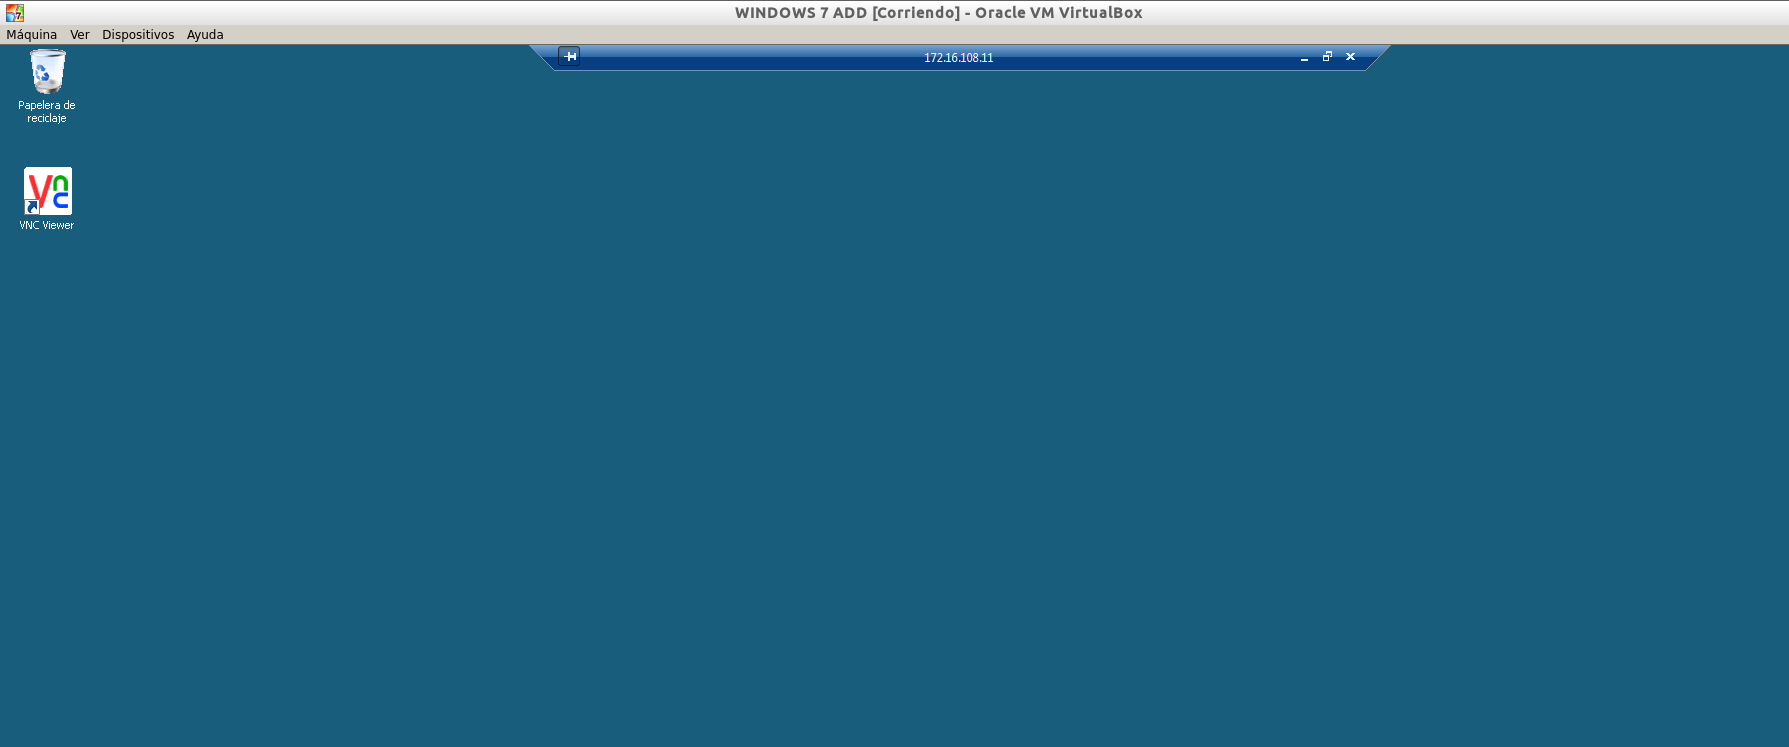 WINDOWS 7 ADD [Corriendo] - Oracle VM VirtualBox
Máquina Ver Dispositivos Ayuda
172.16.108.11
Papelera de
reciclaje
VNC Viewer